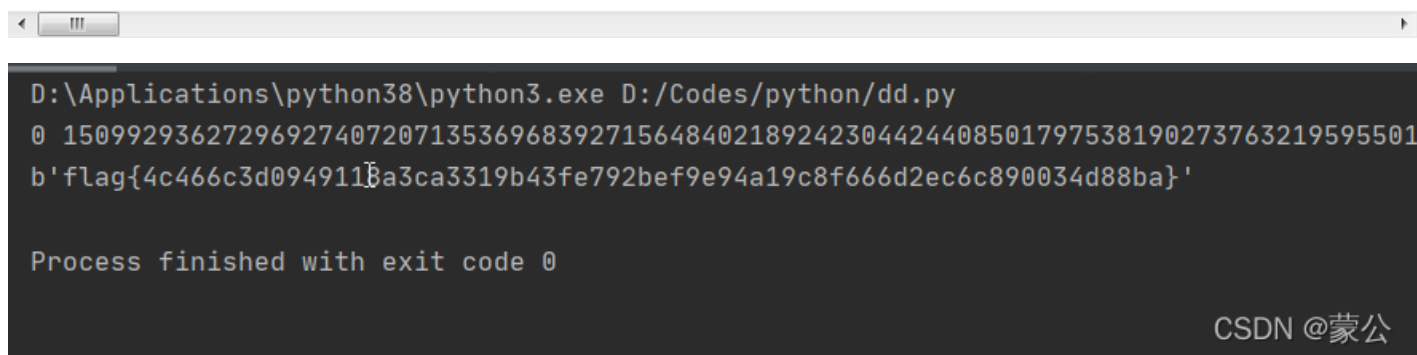 D:\Applications\python38\python3.exe D:/Codes/python/dd.py
0 15099293627296927407207135369683927156484021892423044244085017975381902737632195955501
b'flag{4c466c3d0949118a3ca3319b43fe792bef9e94a19c8f666d2ec6c890034d88ba}'
Process finished with exit code 0
CSDN @蒙公